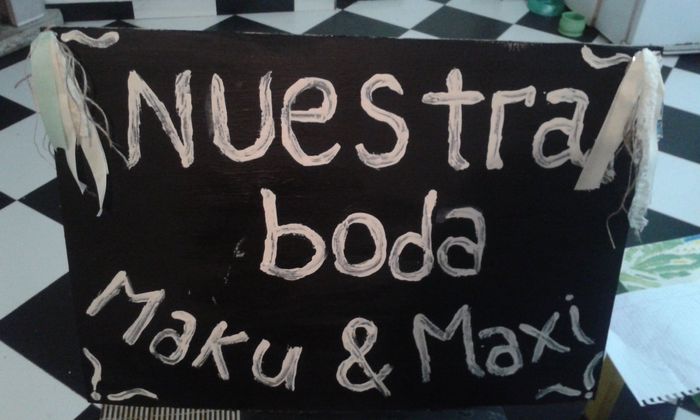 Nuestra
boda
Maku & Maxi